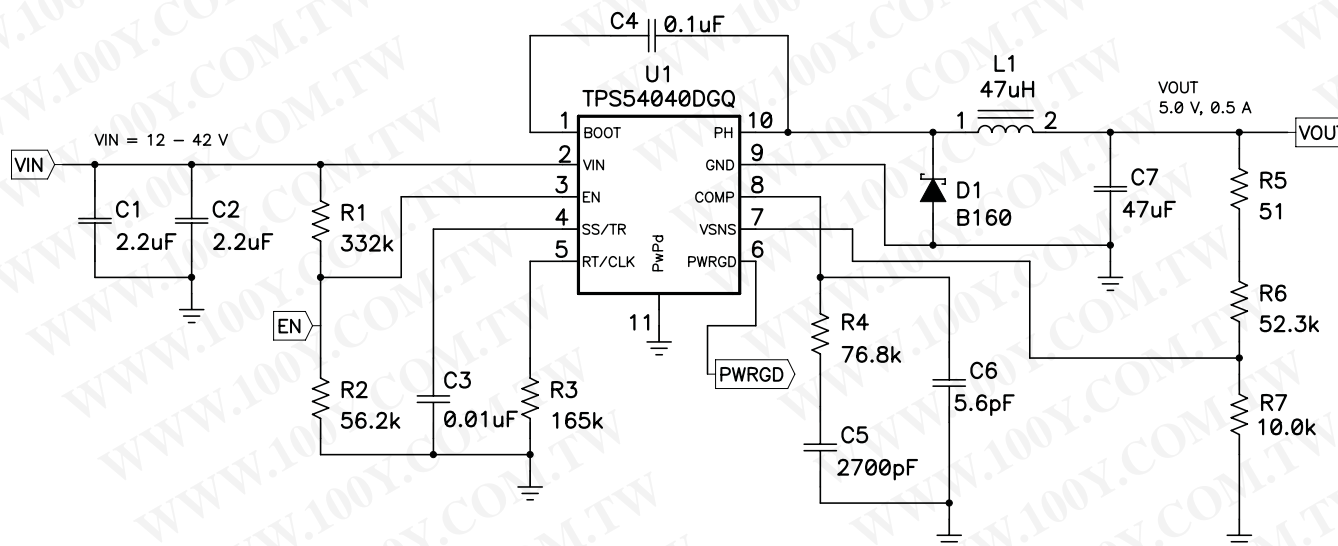 C4 0.1uF
U1
TPS54040DGQ
L1
47uH
VOUT
5.0 V, 0.5 A
VIN = 12 – 42 V
VIN
1 BOOT PH 10
2 VIN GND 9
3 EN COMP 8
4 SS/TR VSNS 7
5 RT/CLK PWRGD 6
PwPd
11
1 2
VOUT
C1
2.2uF
C2
2.2uF
R1
332k
D1
B160
C7
47uF
R5
51
EN
R2
56.2k
C3
0.01uF
R3
165k
PWRGD
R4
76.8k
C6
5.6pF
C5
2700pF
R6
52.3k
R7
10.0k
WWW.100Y.COM.TW